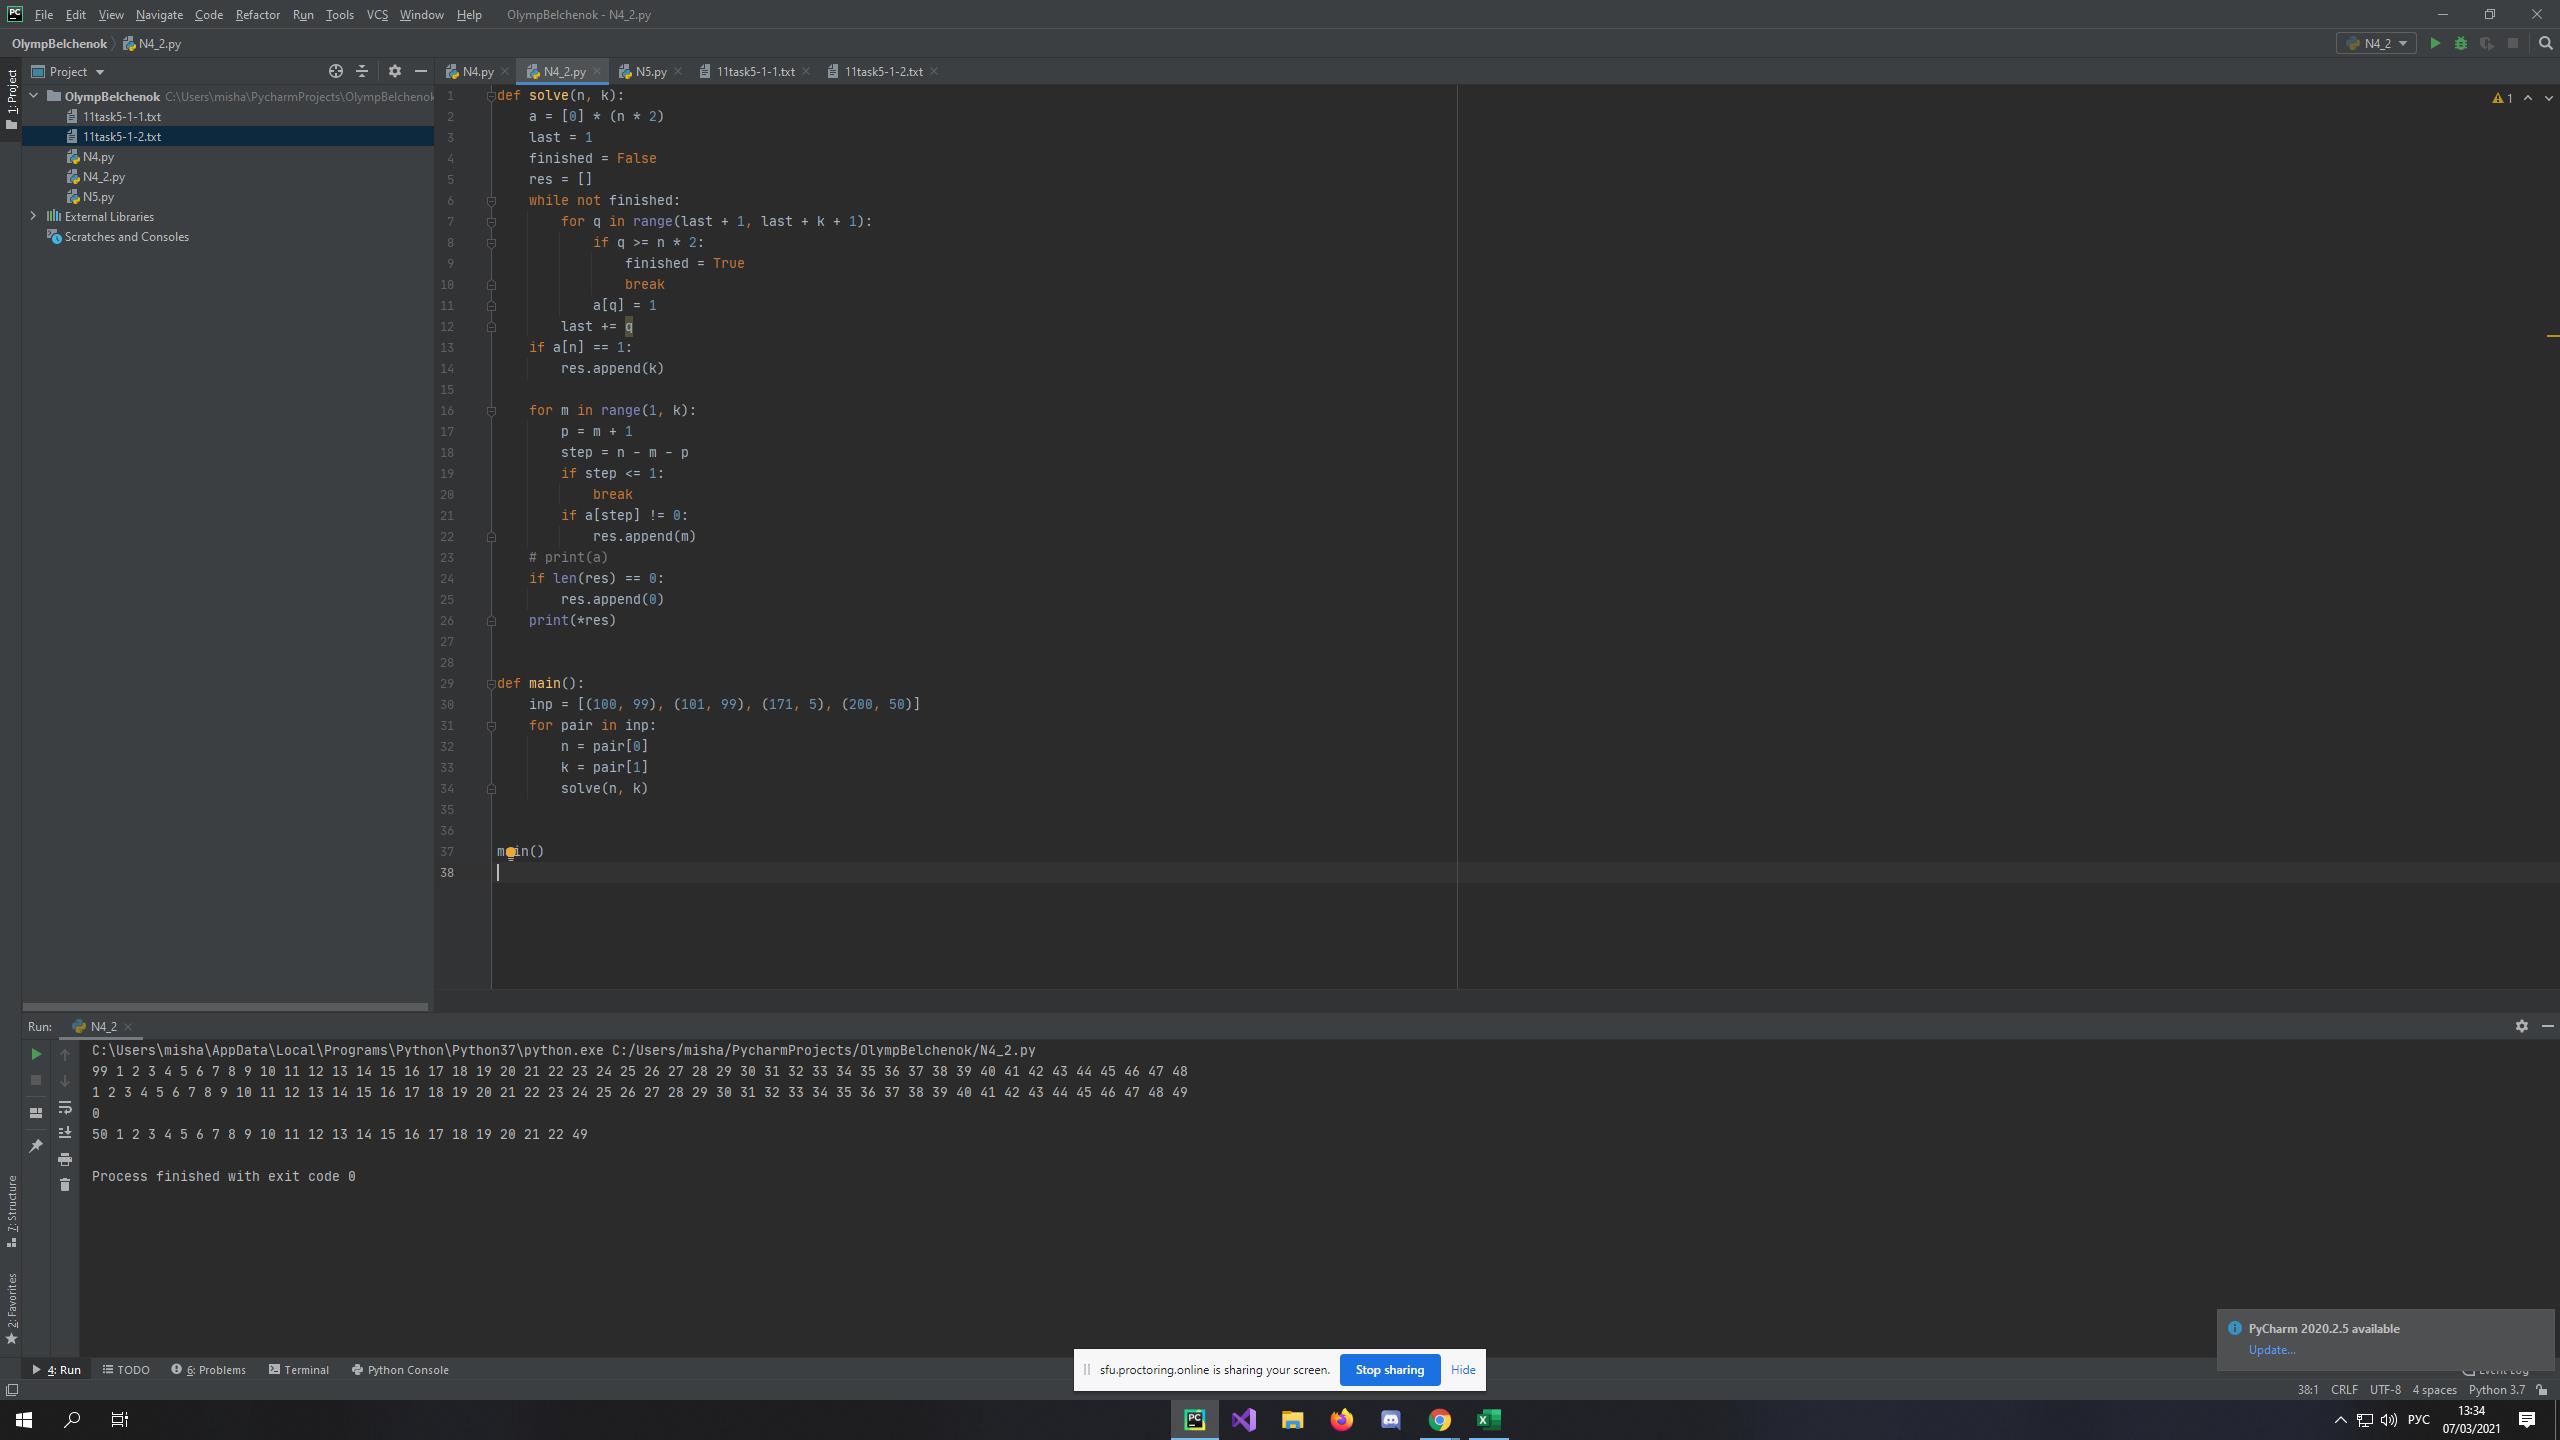 File Edit View Navigate Code Refactor Run Tools VCS Window Help OlympBelchenok - N4_2.py
OlympBelchenok N4_2.py N4_2
1: Project
Project
N4.py N4_2.py N5.py 11task5-1-1.txt 11task5-1-2.txt
OlympBelchenok C:\Users\misha\PycharmProjects\OlympBelchenok
11task5-1-1.txt
11task5-1-2.txt
N4.py
N4_2.py
N5.py
External Libraries
Scratches and Consoles
1 def solve(n, k):
2 a = [0] * (n * 2)
3 last = 1
4 finished = False
5 res = []
6 while not finished:
7 for q in range(last + 1, last + k + 1):
8 if q >= n * 2:
9 finished = True
10 break
11 a[q] = 1
12 last += q
13 if a[n] == 1:
14 res.append(k)
15
16 for m in range(1, k):
17 p = m + 1
18 step = n - m - p
19 if step <= 1:
20 break
21 if a[step] != 0:
22 res.append(m)
23 # print(a)
24 if len(res) == 0:
25 res.append(0)
26 print(*res)
27
28
29 def main():
30 inp = [(100, 99), (101, 99), (171, 5), (200, 50)]
31 for pair in inp:
32 n = pair[0]
33 k = pair[1]
34 solve(n, k)
35
36
37 main()
38
1
Run: N4_2
C:\Users\misha\AppData\Local\Programs\Python\Python37\python.exe C:/Users/misha/PycharmProjects/OlympBelchenok/N4_2.py
99 1 2 3 4 5 6 7 8 9 10 11 12 13 14 15 16 17 18 19 20 21 22 23 24 25 26 27 28 29 30 31 32 33 34 35 36 37 38 39 40 41 42 43 44 45 46 47 48
1 2 3 4 5 6 7 8 9 10 11 12 13 14 15 16 17 18 19 20 21 22 23 24 25 26 27 28 29 30 31 32 33 34 35 36 37 38 39 40 41 42 43 44 45 46 47 48 49
0
50 1 2 3 4 5 6 7 8 9 10 11 12 13 14 15 16 17 18 19 20 21 22 49
Process finished with exit code 0
7: Structure
2: Favorites
PyCharm 2020.2.5 available
Update...
4: Run TODO 6: Problems Terminal Python Console
Event Log
sfu.proctoring.online is sharing your screen. Stop sharing Hide
38:1 CRLF UTF-8 4 spaces Python 3.7
РУС
13:34
07/03/2021